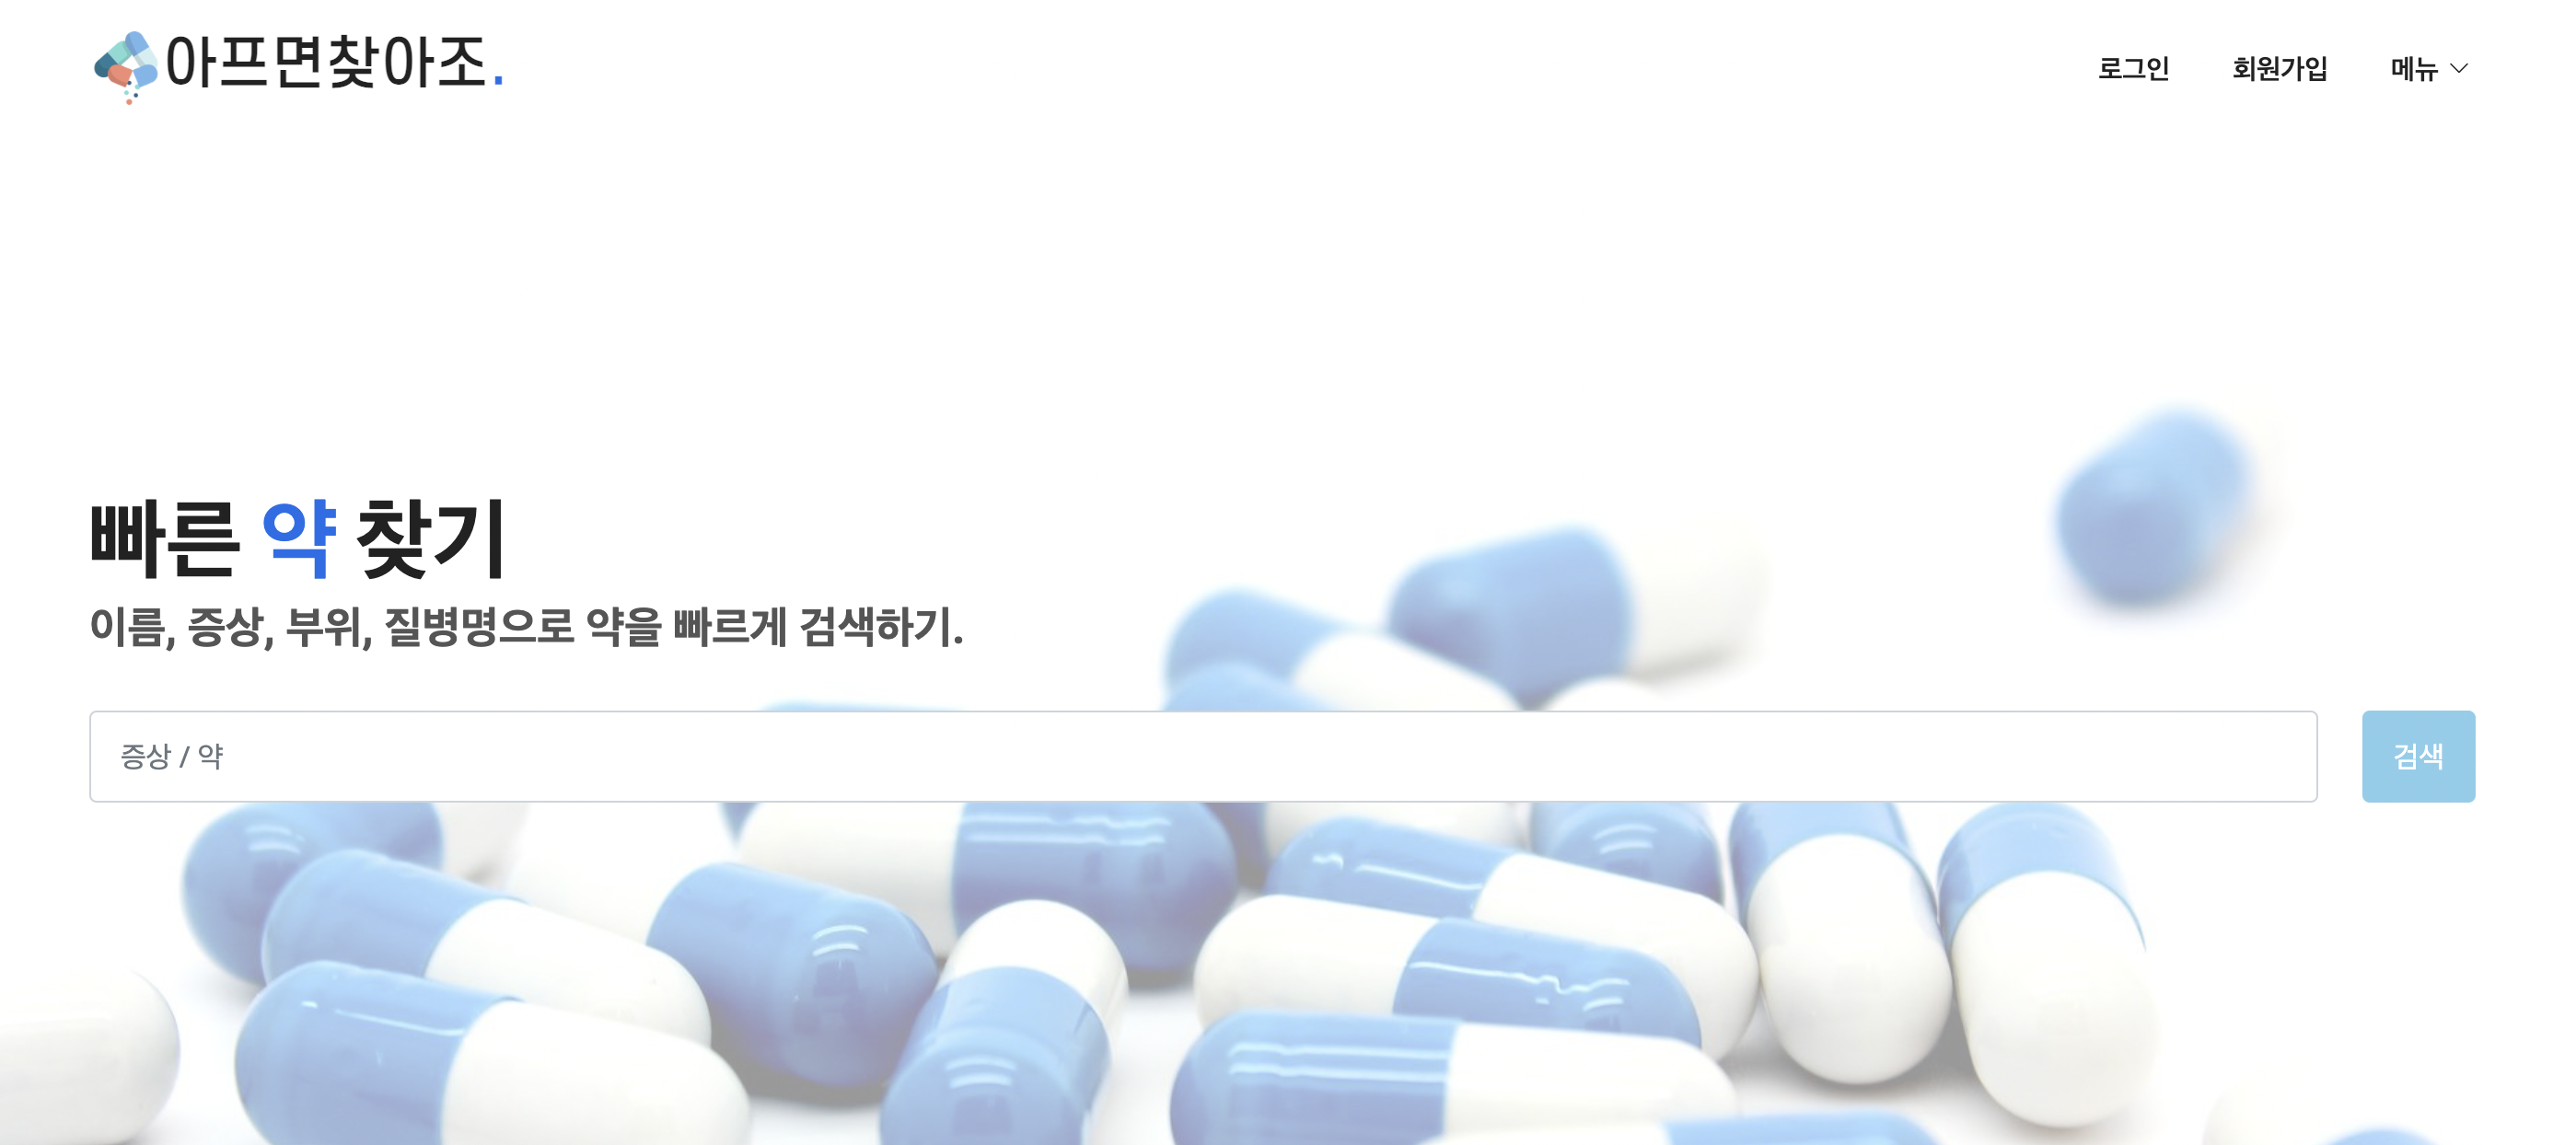 아프면찾아조.
로그인 회원가입 메뉴
빠른 약 찾기
이름, 증상, 부위, 질병명으로 약을 빠르게 검색하기.
증상 / 약
검색